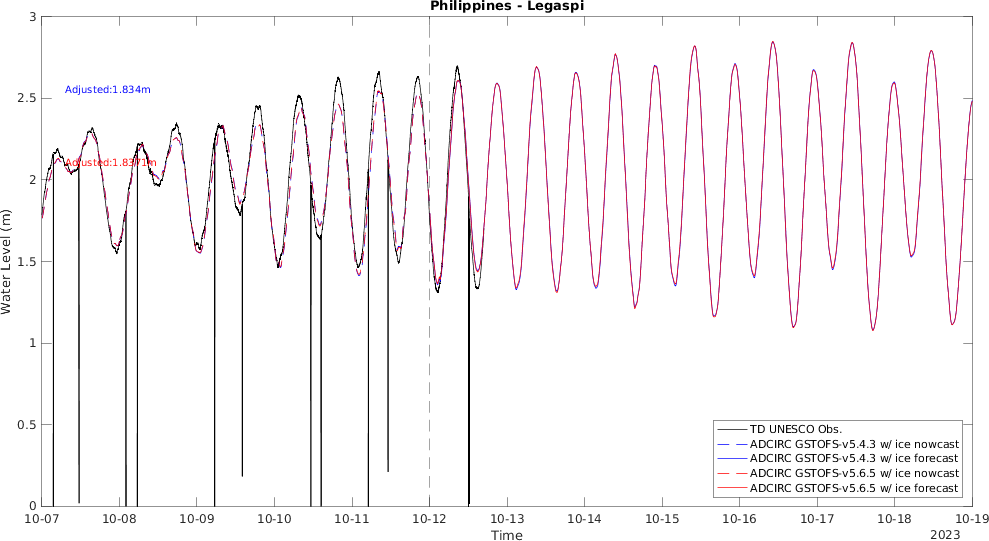 Philippines - Legaspi
Water Level (m)
3
2.5
2
1.5
1
0.5
0
Adjusted:1.834m
Adjusted:1.8371m
TD UNESCO Obs.
ADCIRC GSTOFS-v5.4.3 w/ ice nowcast
ADCIRC GSTOFS-v5.4.3 w/ ice forecast
ADCIRC GSTOFS-v5.6.5 w/ ice nowcast
ADCIRC GSTOFS-v5.6.5 w/ ice forecast
10-07 10-08 10-09 10-10 10-11 10-12 10-13 10-14 10-15 10-16 10-17 10-18 10-19
Time
2023